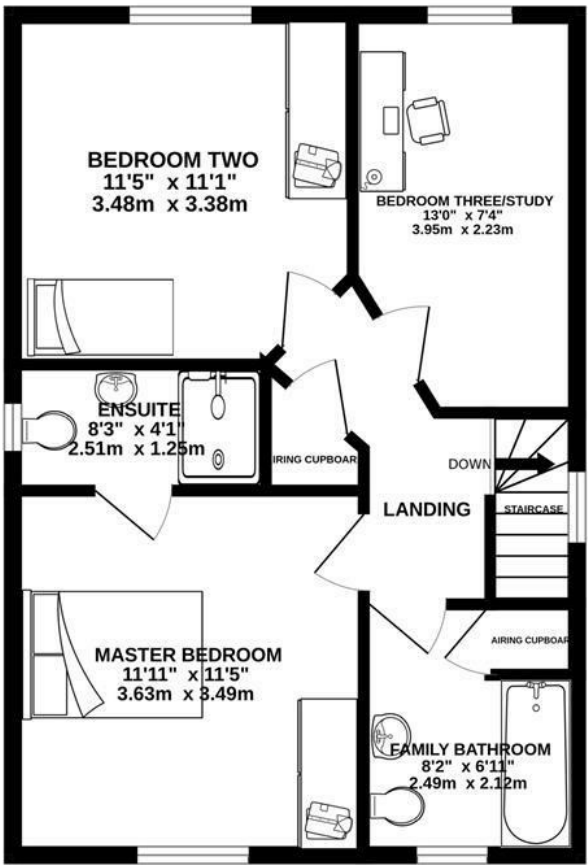 BEDROOM TWO
11'5" x 11'1"
3.48m x 3.38m
BEDROOM THREE/STUDY
13'0" x 7'4"
3.95m x 2.23m
ENSUITE
8'3" x 4'1"
2.51m x 1.25m
IRING CUPBOAR
DOWN
LANDING
STAIRCASE
AIRING CUPBOAR
MASTER BEDROOM
11'11" x 11'5"
3.63m x 3.49m
FAMILY BATHROOM
8'2" x 6'11"
2.49m x 2.12m